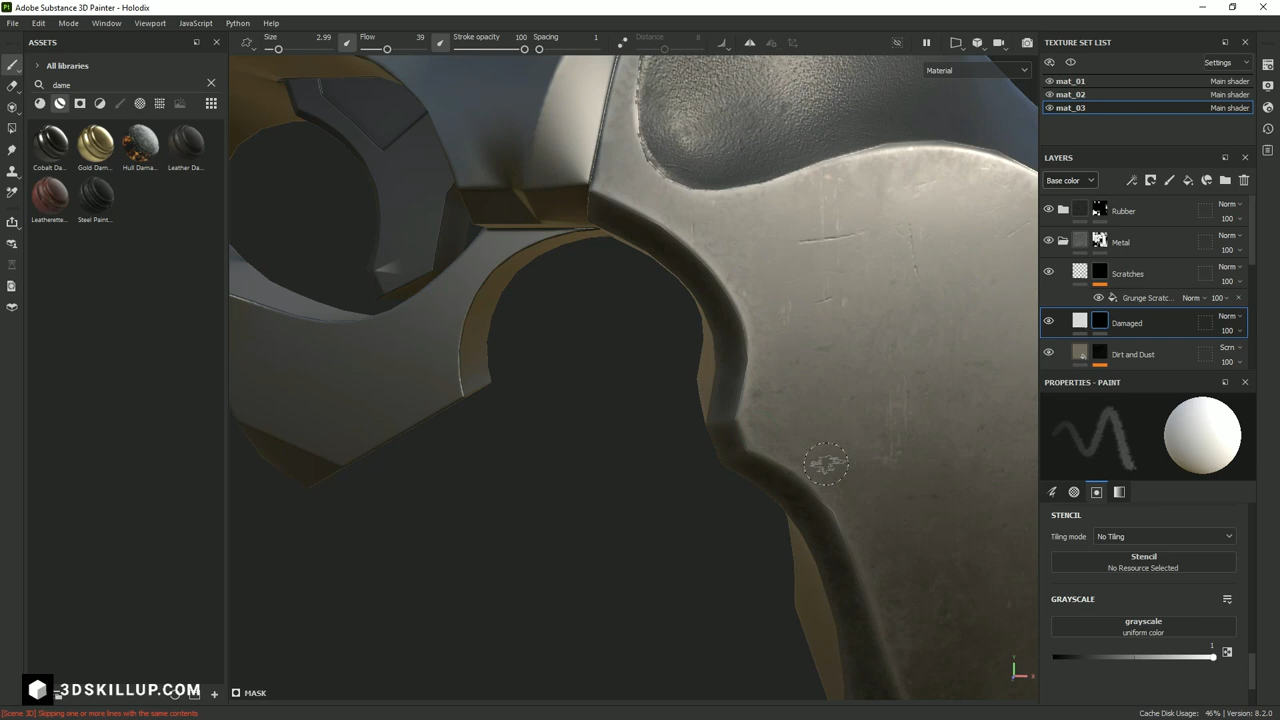 Adobe Substance 3D Painter - Holodix
File Edit Mode Window Viewport JavaScript Python Help
Size 2.99 Flow 39 Stroke opacity 100 Spacing 1 Distance 8
ASSETS
All libraries
dame
Cobalt Da... Gold Dam... Hull Dama... Leather Da...
Leatherette... Steel Paint...
Material
MASK
3DSKILLUP.COM
[Scene 3D] Skipping one or more lines with the same contents
TEXTURE SET LIST
Settings
mat_01 Main shader
mat_02 Main shader
mat_03 Main shader
LAYERS
Base color
Rubber Norm 100
Metal Norm 100
Scratches Norm 100
Grunge Scratc... Norm 100
Damaged Norm 100
Dirt and Dust Scrn 100
PROPERTIES - PAINT
STENCIL
Tiling mode No Tiling
Stencil
No Resource Selected
GRAYSCALE
grayscale
uniform color
1
Cache Disk Usage: 46% | Version: 8.2.0